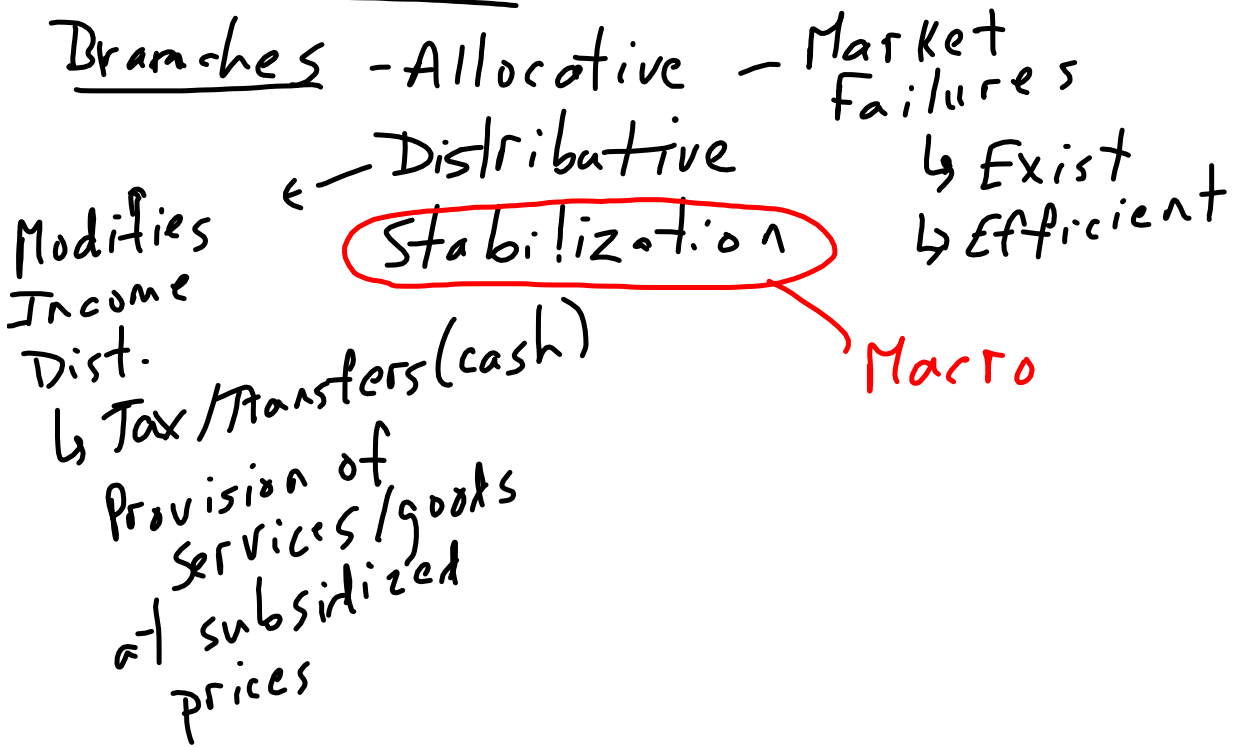 Branches - Allocative - Market
Failures
↳ Exist
↳ Efficient
Distributive
Stabilization
Macro
Modifies
Income
Dist.
↳ Tax/Transfers (cash)
Provision of
services/goods
at subsidized
prices